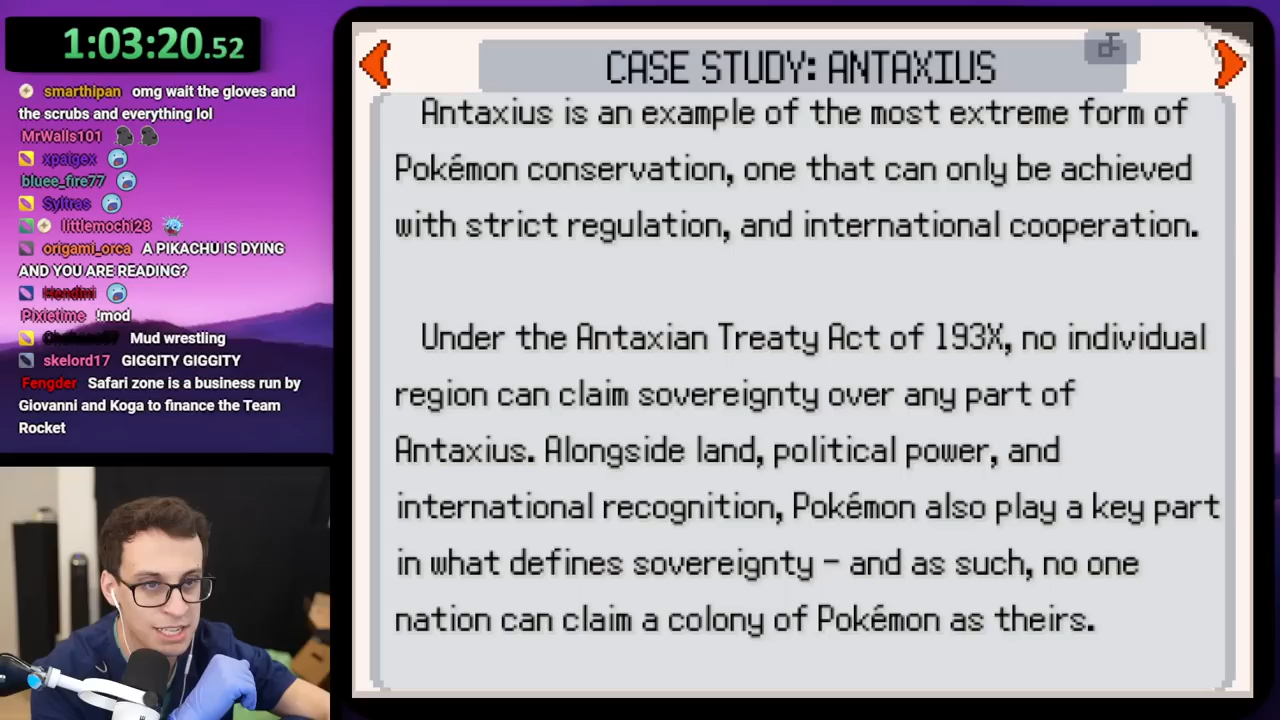 1:03:20.52
smarthipan omg wait the gloves and
the scrubs and everything lol
MrWalls101
xpaigex
bluee_fire77
Syltras
littlemochi28
origami_orca A PIKACHU IS DYING
AND YOU ARE READING?
Pixietime !mod
Mud wrestling
skelord17 GIGGITY GIGGITY
Fengder Safari zone is a business run by
Giovanni and Koga to finance the Team
Rocket
CASE STUDY: ANTAXIUS
Antaxius is an example of the most extreme form of
Pokémon conservation, one that can only be achieved
with strict regulation, and international cooperation.
Under the Antaxian Treaty Act of 193X, no individual
region can claim sovereignty over any part of
Antaxius. Alongside land, political power, and
international recognition, Pokémon also play a key part
in what defines sovereignty – and as such, no one
nation can claim a colony of Pokémon as theirs.